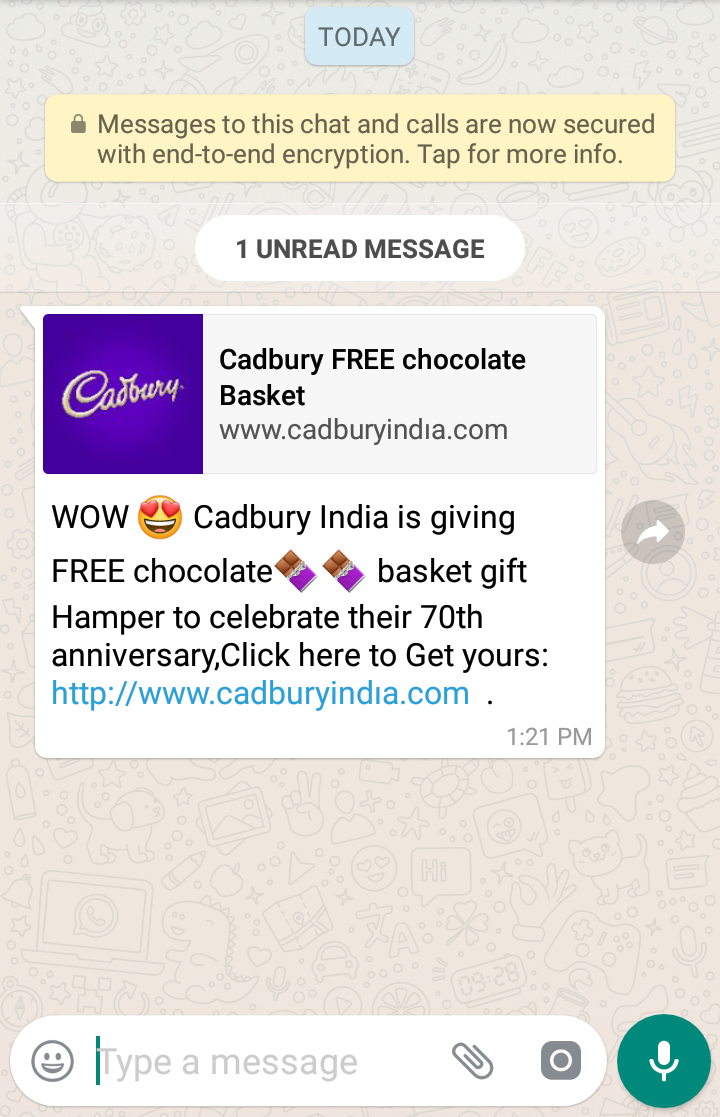 TODAY
Messages to this chat and calls are now secured
with end-to-end encryption. Tap for more info.
1 UNREAD MESSAGE
Cadbury
Cadbury FREE chocolate
Basket
www.cadburyindıa.com
WOW 😍 Cadbury India is giving
FREE chocolate🍫 🍫 basket gift
Hamper to celebrate their 70th
anniversary,Click here to Get yours:
http://www.cadburyindıa.com .
1:21 PM
Hi
09:28
Type a message